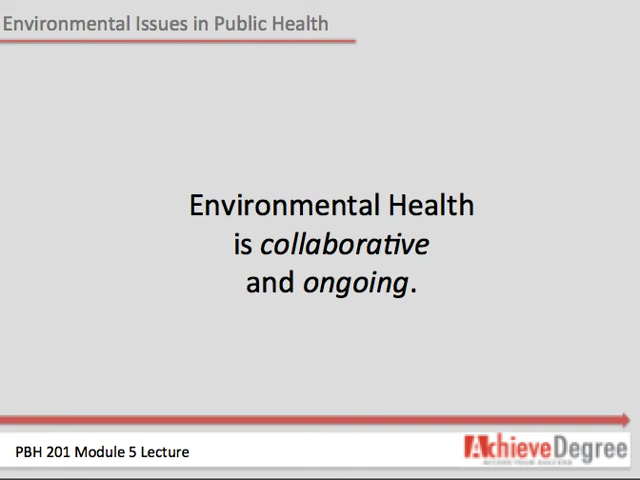 Environmental Issues in Public Health
Environmental Health
is collaborative
and ongoing.
PBH 201 Module 5 Lecture
AchieveDegree